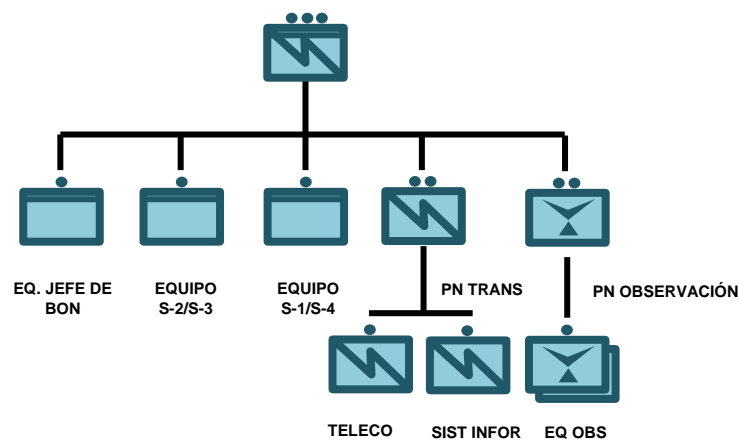 EQ. JEFE DE
BON
EQUIPO
S-2/S-3
EQUIPO
S-1/S-4
PN TRANS
PN OBSERVACIÓN
TELECO
SIST INFOR
EQ OBS